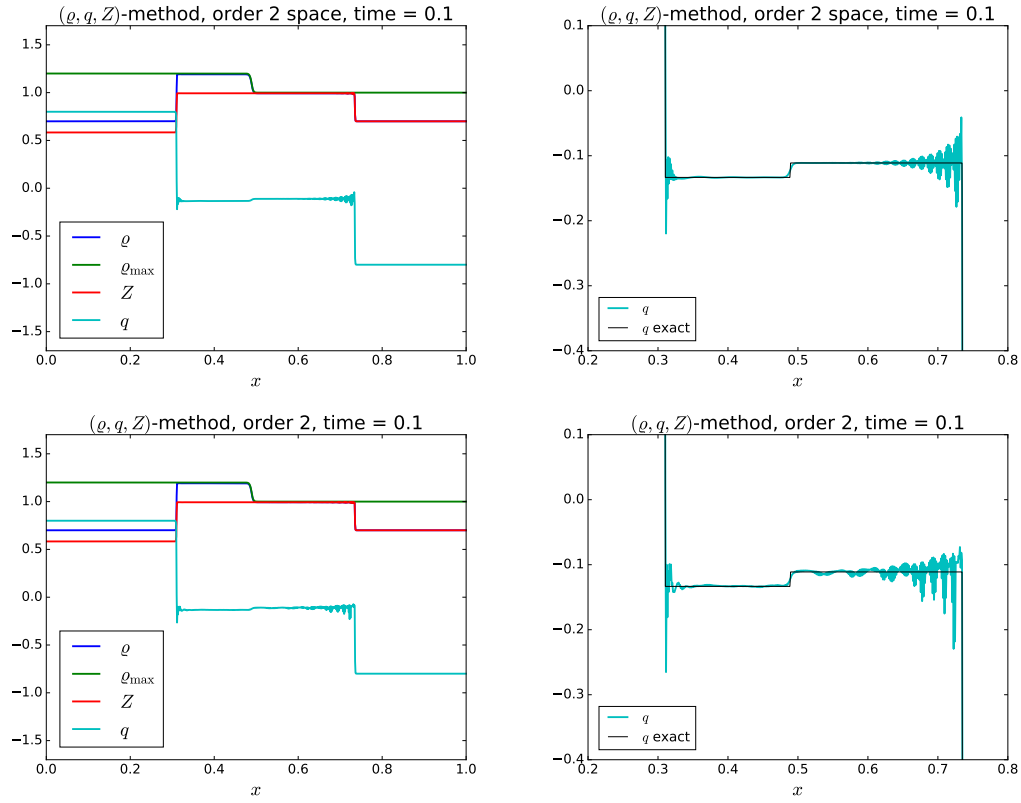 (ϱ, q, Z)-method, order 2 space, time = 0.1
1.5
1.0
0.5
0.0
−0.5
−1.0
−1.5
ϱ
ϱmax
Z
q
0.0 0.2 0.4 0.6 0.8 1.0
x
(ϱ, q, Z)-method, order 2 space, time = 0.1
0.1
0.0
−0.1
−0.2
−0.3
−0.4
q
q exact
0.2 0.3 0.4 0.5 0.6 0.7 0.8
x
(ϱ, q, Z)-method, order 2, time = 0.1
1.5
1.0
0.5
0.0
−0.5
−1.0
−1.5
ϱ
ϱmax
Z
q
0.0 0.2 0.4 0.6 0.8 1.0
x
(ϱ, q, Z)-method, order 2, time = 0.1
0.1
0.0
−0.1
−0.2
−0.3
−0.4
q
q exact
0.2 0.3 0.4 0.5 0.6 0.7 0.8
x